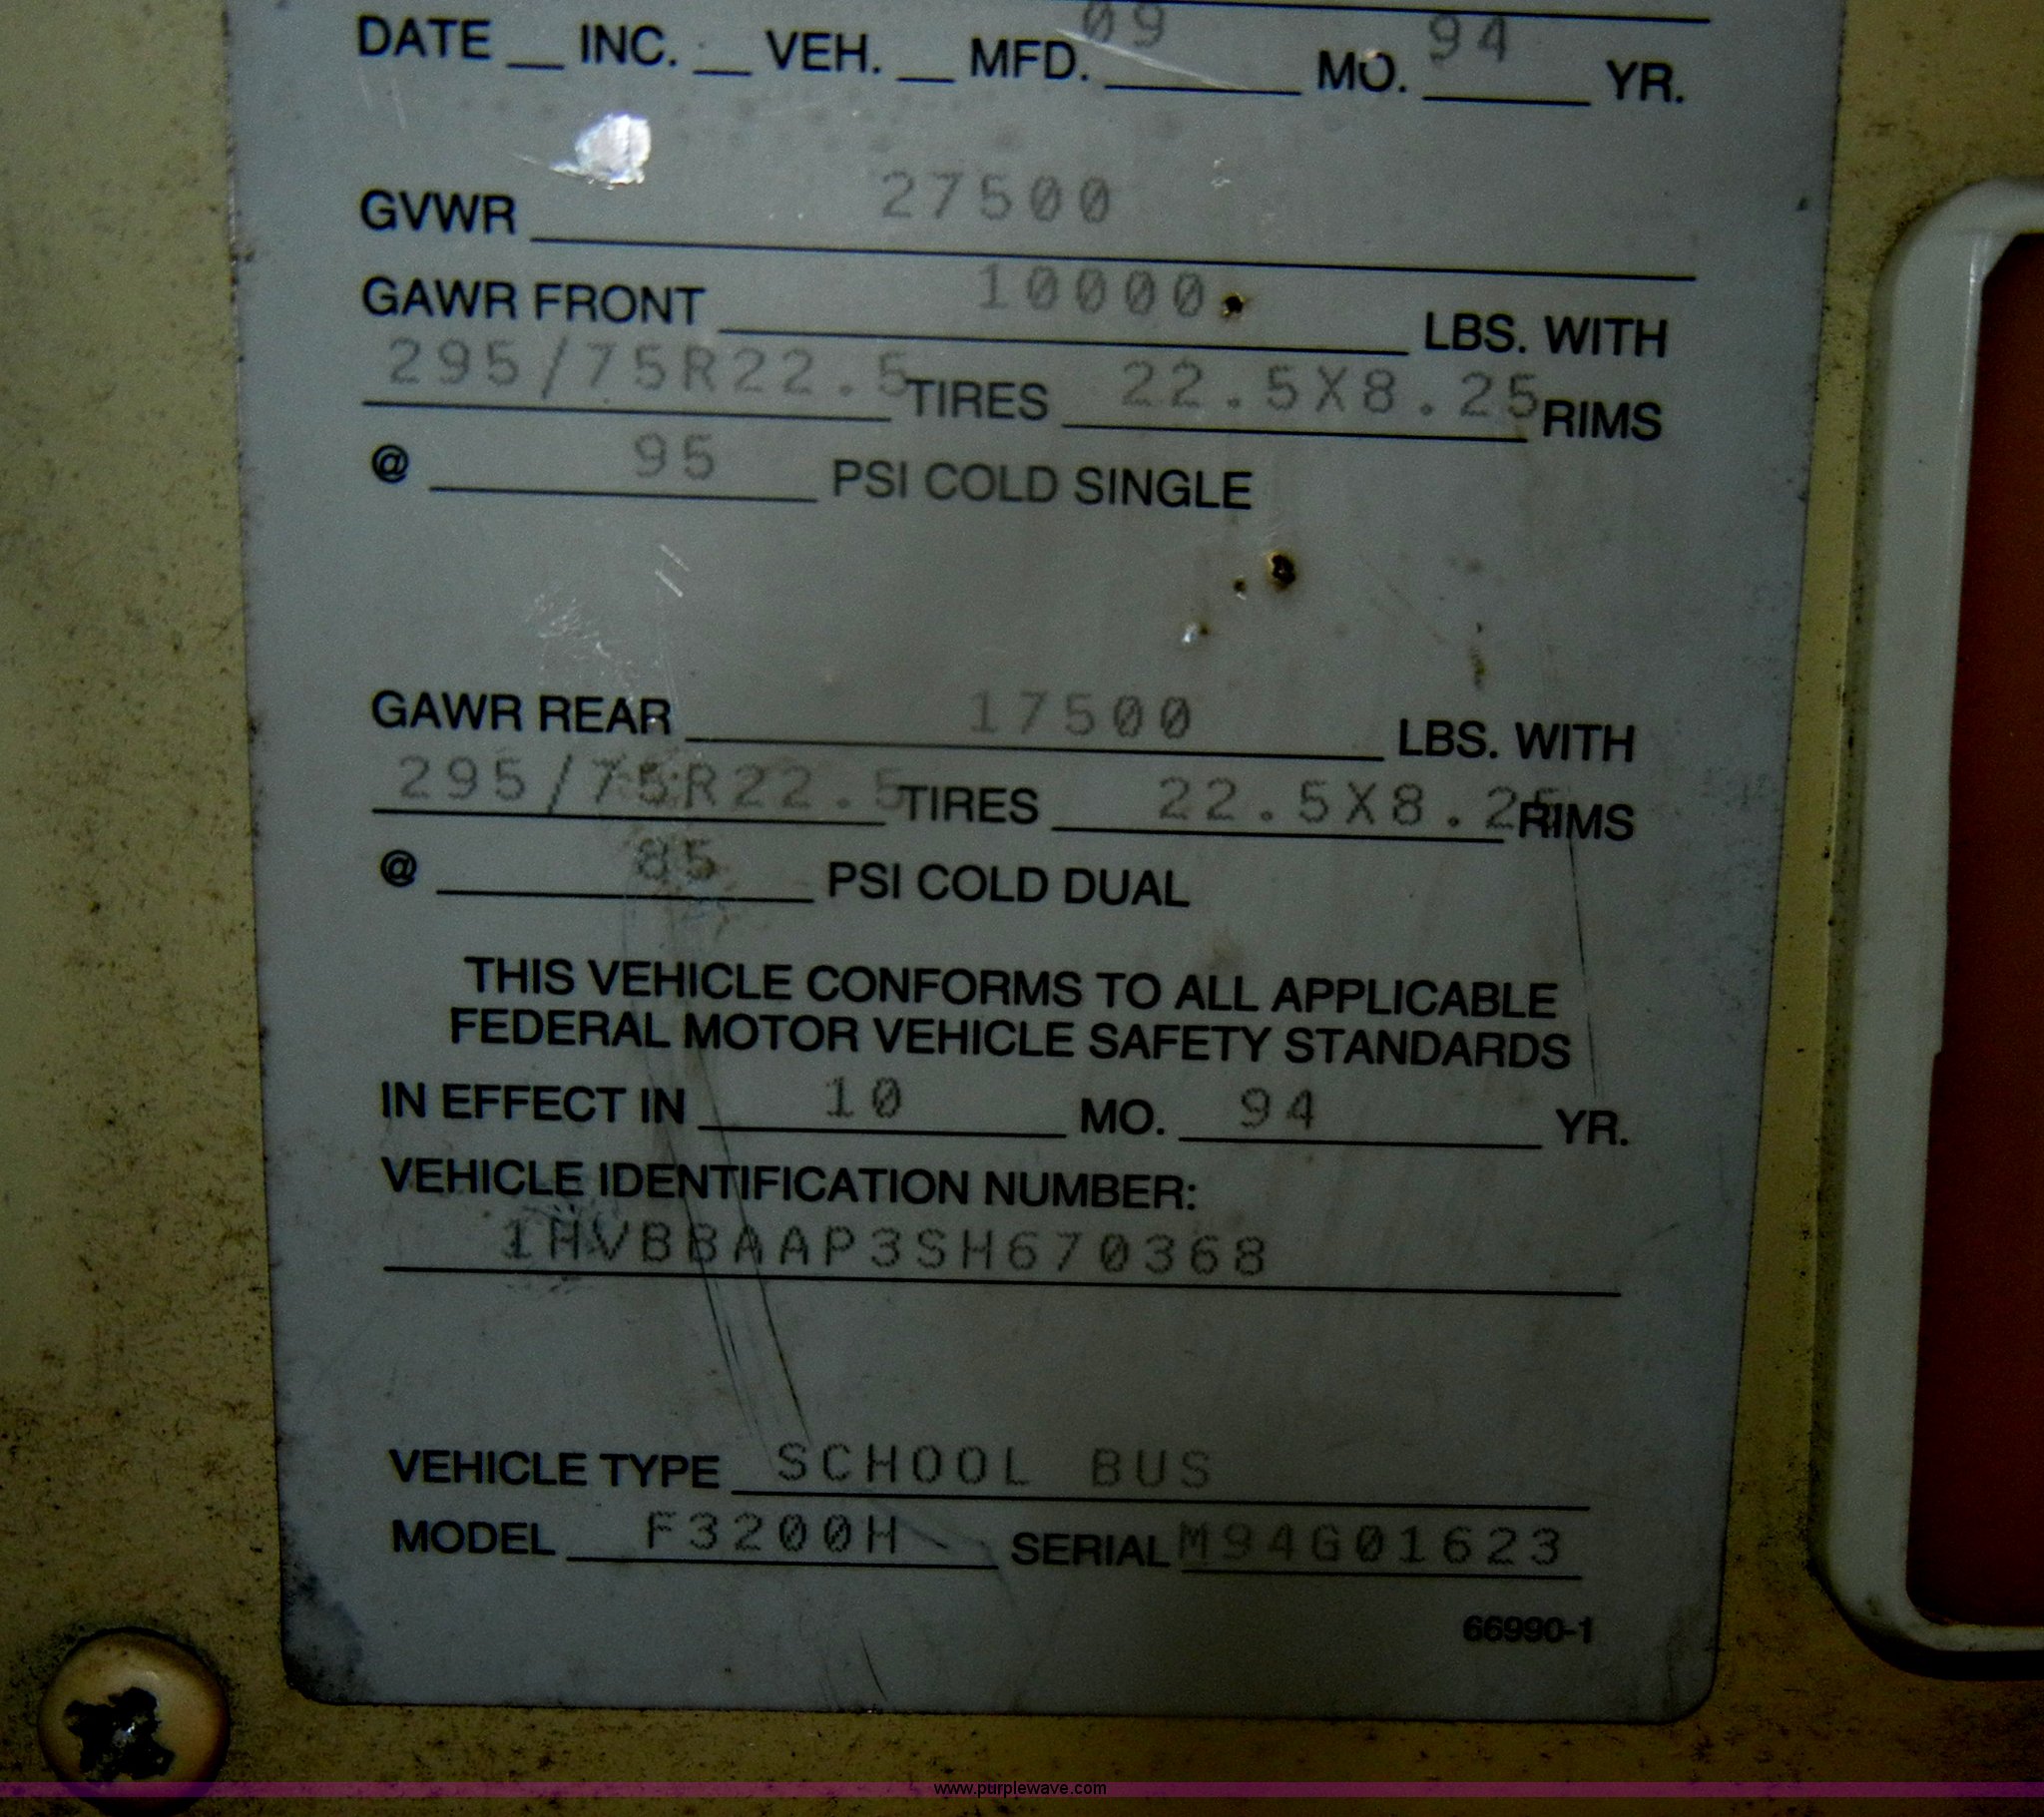 DATE __ INC. __ VEH. __ MFD. 09 MO. 94 YR.
GVWR 27500
GAWR FRONT 10000 LBS. WITH
295/75R22.5 TIRES 22.5X8.25 RIMS
@ 95 PSI COLD SINGLE
GAWR REAR 17500 LBS. WITH
295/75R22.5 TIRES 22.5X8.25 RIMS
@ 85 PSI COLD DUAL
THIS VEHICLE CONFORMS TO ALL APPLICABLE
FEDERAL MOTOR VEHICLE SAFETY STANDARDS
IN EFFECT IN 10 MO. 94 YR.
VEHICLE IDENTIFICATION NUMBER:
1HVBBAAP3SH670368
VEHICLE TYPE SCHOOL BUS
MODEL F3200H SERIAL M94G01623
66990-1
www.purplewave.com